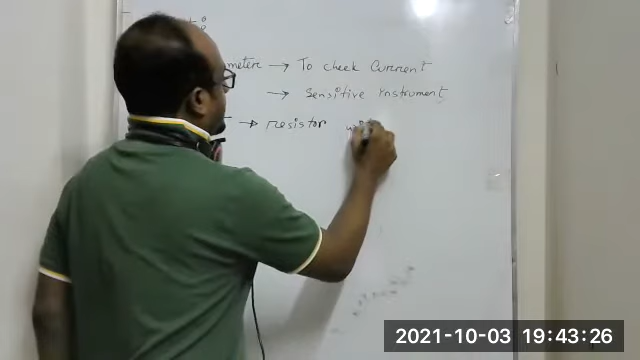 meter → To check Current
→ Sensitive Instrument
→ resistor
2021-10-03 19:43:26